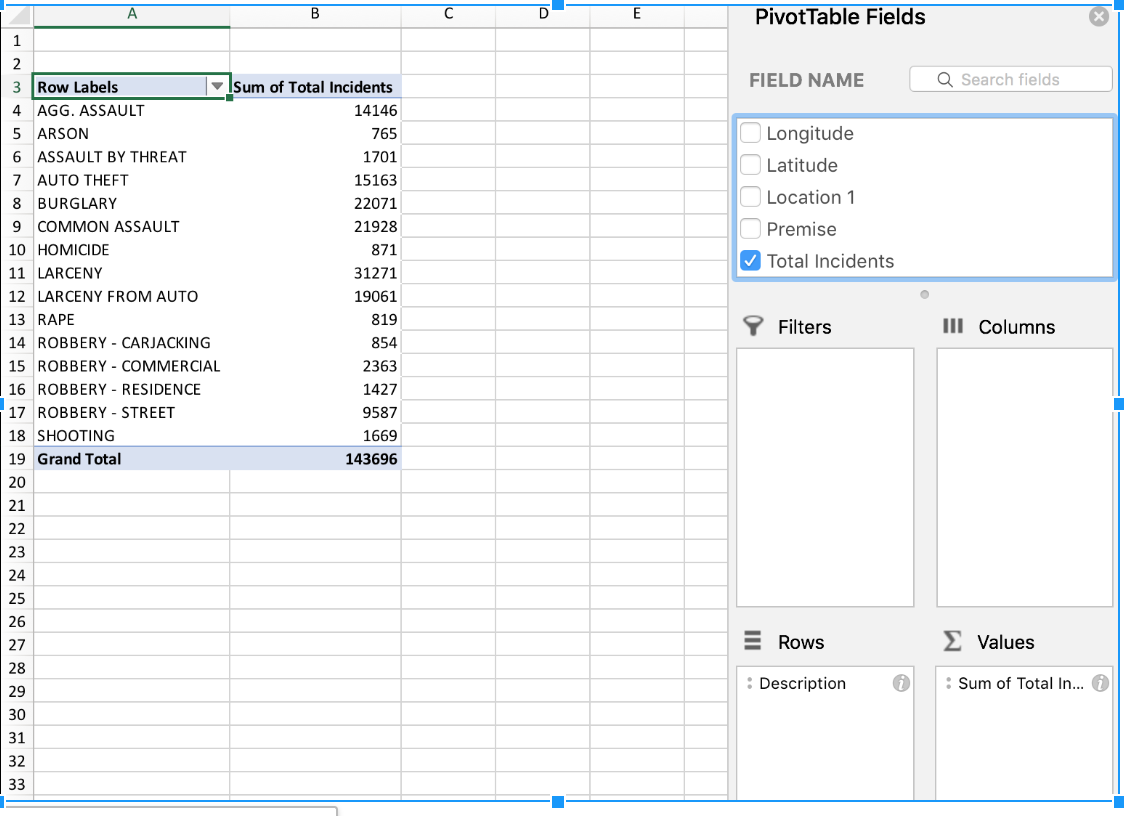 A B C D E
PivotTable Fields
1
2
3 Row Labels Sum of Total Incidents
4 AGG. ASSAULT 14146
5 ARSON 765
6 ASSAULT BY THREAT 1701
7 AUTO THEFT 15163
8 BURGLARY 22071
9 COMMON ASSAULT 21928
10 HOMICIDE 871
11 LARCENY 31271
12 LARCENY FROM AUTO 19061
13 RAPE 819
14 ROBBERY - CARJACKING 854
15 ROBBERY - COMMERCIAL 2363
16 ROBBERY - RESIDENCE 1427
17 ROBBERY - STREET 9587
18 SHOOTING 1669
19 Grand Total 143696
20
21
22
23
24
25
26
27
28
29
30
31
32
33
FIELD NAME Search fields
Longitude
Latitude
Location 1
Premise
Total Incidents
Filters Columns
Rows Values
Description Sum of Total In...